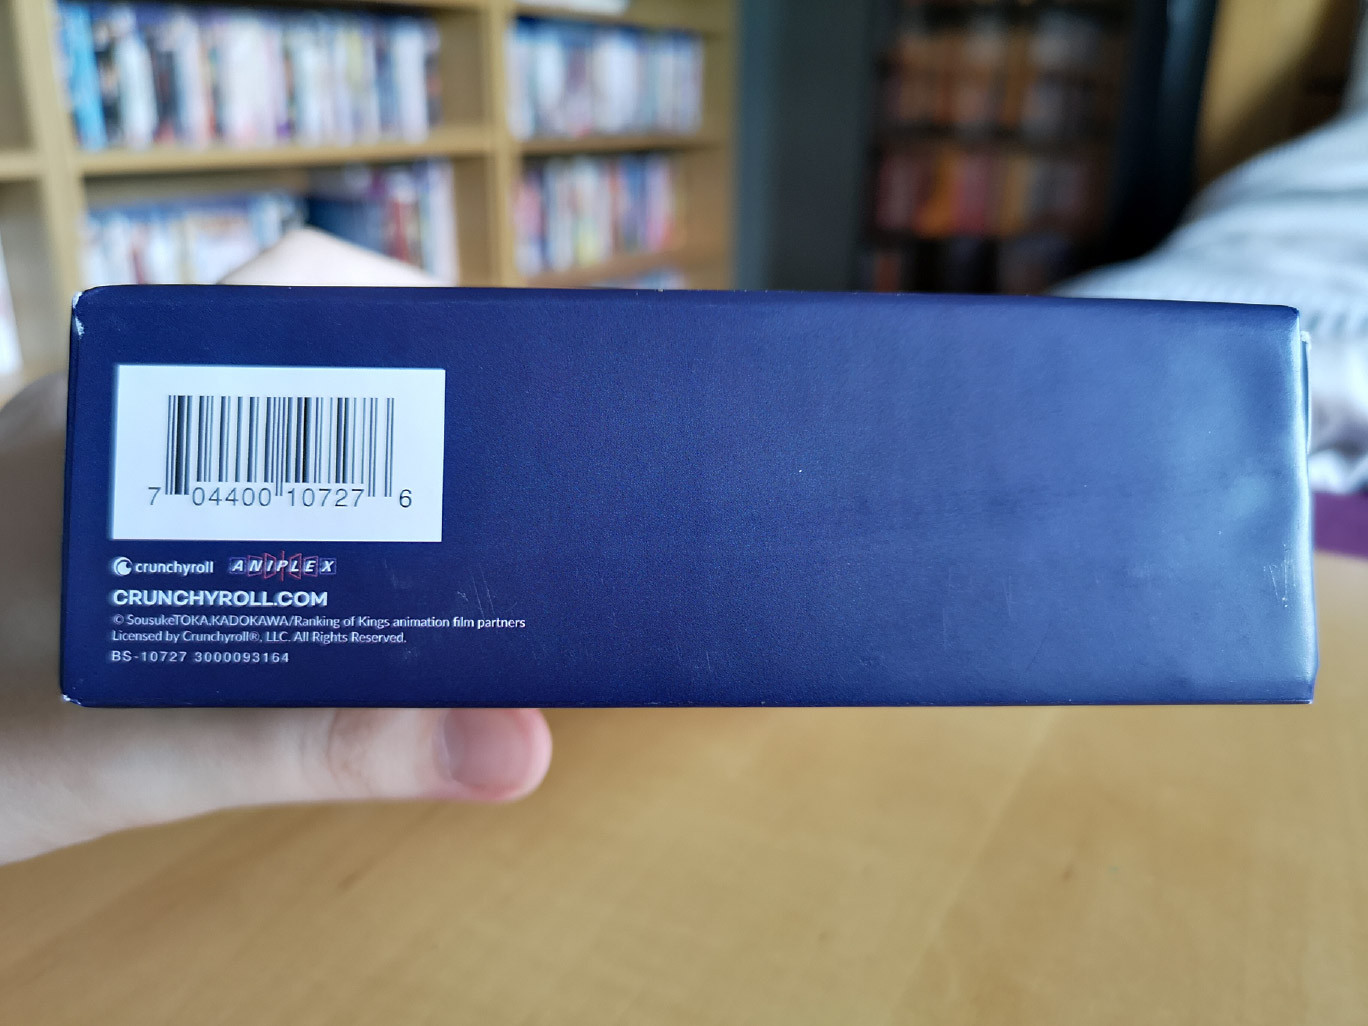 7 04400 10727 6
crunchyroll ANIPLEX
CRUNCHYROLL.COM
© SousukeTOKA,KADOKAWA/Ranking of Kings animation film partners
Licensed by Crunchyroll®, LLC. All Rights Reserved.
BS-10727 3000093164